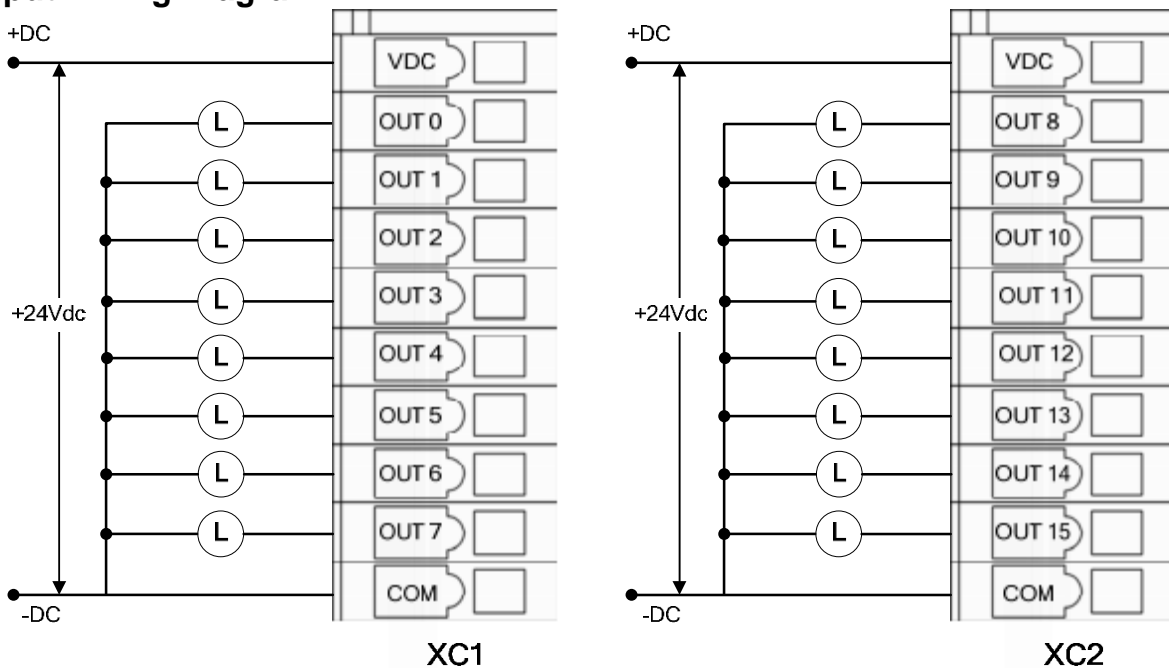 +DC
VDC
OUT 0
L
OUT 1
L
OUT 2
L
OUT 3
L
+24Vdc
OUT 4
L
OUT 5
L
OUT 6
L
OUT 7
L
COM
-DC
XC1
+DC
VDC
OUT 8
L
OUT 9
L
OUT 10
L
OUT 11
L
+24Vdc
OUT 12
L
OUT 13
L
OUT 14
L
OUT 15
L
COM
-DC
XC2